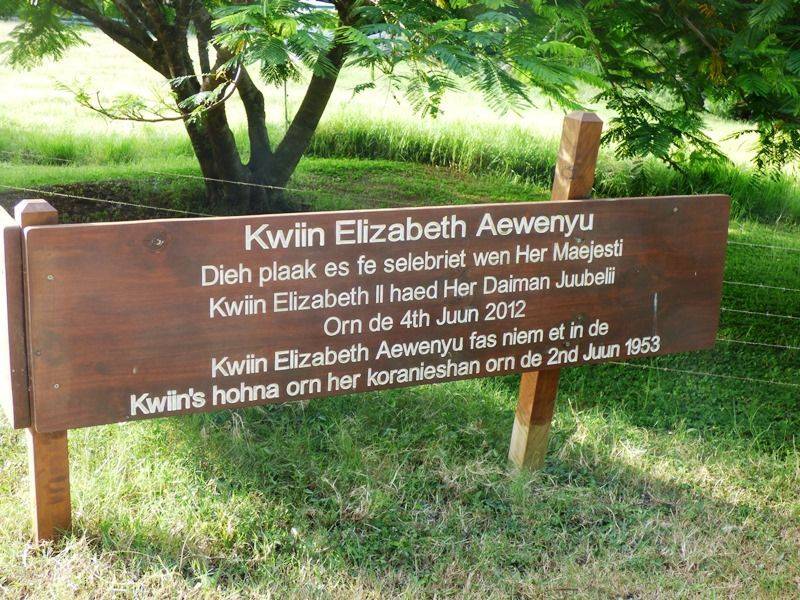 Kwiin Elizabeth Aewenyu
Dieh plaak es fe selebriet wen Her Maejesti
Kwiin Elizabeth II haed Her Daiman Juubelii
Orn de 4th Juun 2012
Kwiin Elizabeth Aewenyu fas niem et in de
Kwiin's hohna orn her koranieshan orn de 2nd Juun 1953